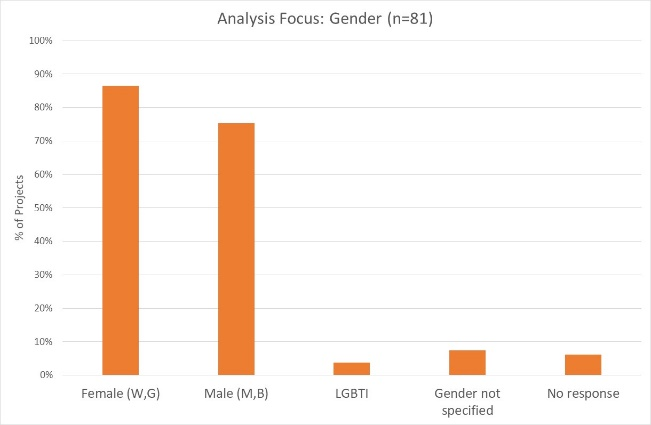 Analysis Focus: Gender (n=81)
100%
90%
80%
70%
60%
50%
40%
30%
20%
10%
0%
% of Projects
Female (W,G)
Male (M,B)
LGBTI
Gender not
specified
No response